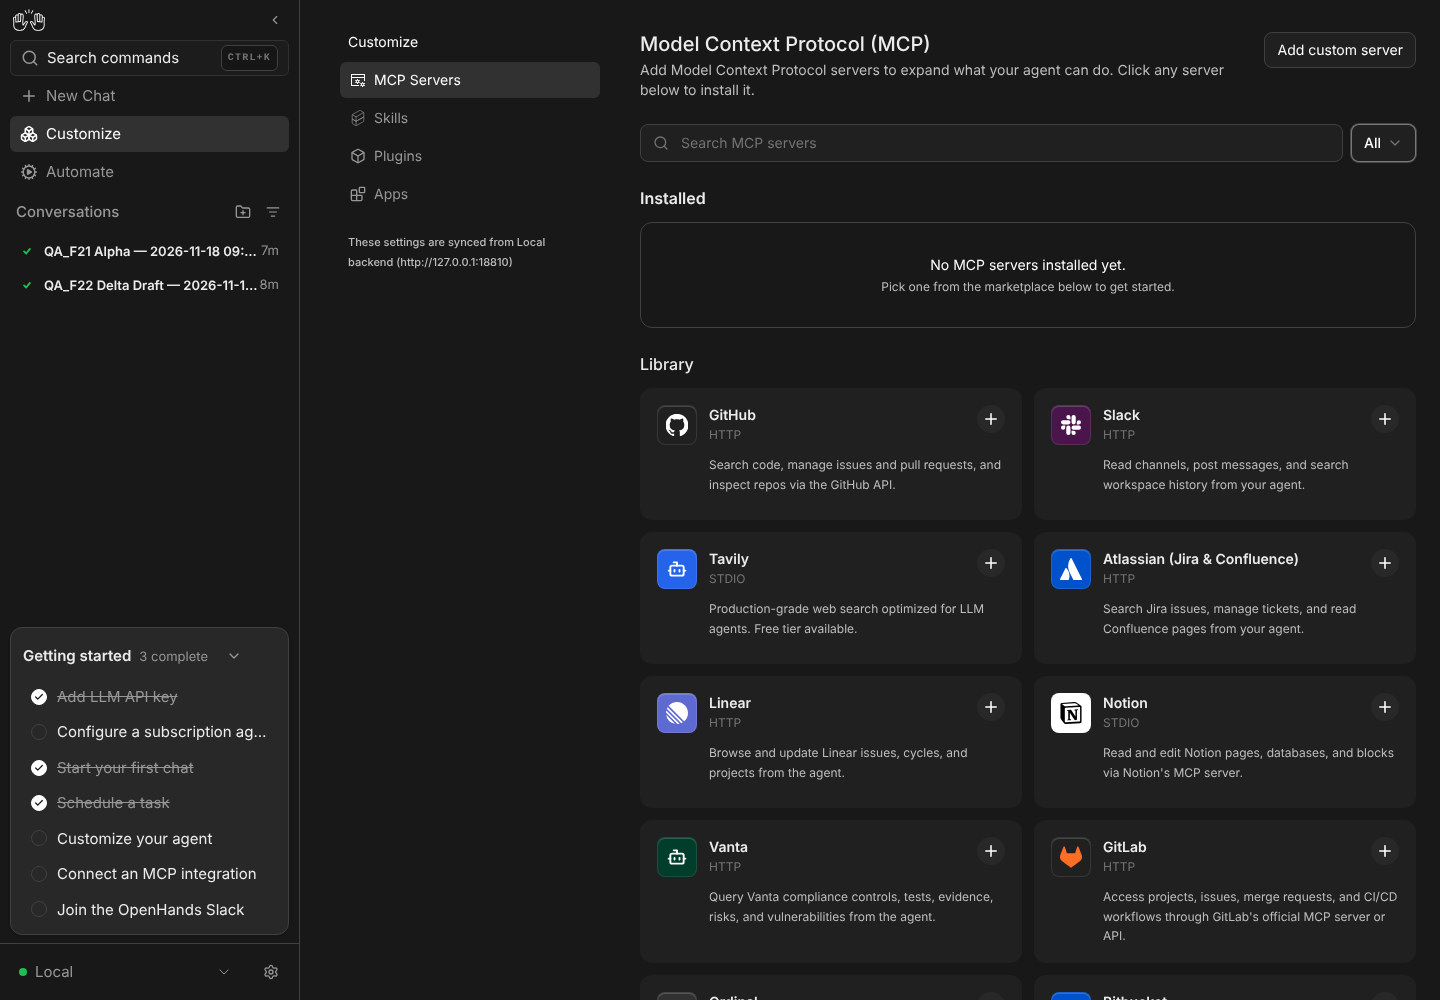 Search commands
CTRL+K
New Chat
Customize
Automate
Conversations
QA_F21 Alpha — 2026-11-18 09:... 7m
QA_F22 Delta Draft — 2026-11-1... 8m
Getting started 3 complete
Add LLM API key
Configure a subscription ag...
Start your first chat
Schedule a task
Customize your agent
Connect an MCP integration
Join the OpenHands Slack
Local
Customize
MCP Servers
Skills
Plugins
Apps
These settings are synced from Local
backend (http://127.0.0.1:18810)
Model Context Protocol (MCP)
Add Model Context Protocol servers to expand what your agent can do. Click any server
below to install it.
Add custom server
Search MCP servers
All
Installed
No MCP servers installed yet.
Pick one from the marketplace below to get started.
Library
GitHub
HTTP
Search code, manage issues and pull requests, and
inspect repos via the GitHub API.
Slack
HTTP
Read channels, post messages, and search
workspace history from your agent.
Tavily
STDIO
Production-grade web search optimized for LLM
agents. Free tier available.
Atlassian (Jira & Confluence)
HTTP
Search Jira issues, manage tickets, and read
Confluence pages from your agent.
Linear
HTTP
Browse and update Linear issues, cycles, and
projects from the agent.
Notion
STDIO
Read and edit Notion pages, databases, and blocks
via Notion's MCP server.
Vanta
HTTP
Query Vanta compliance controls, tests, evidence,
risks, and vulnerabilities from the agent.
GitLab
HTTP
Access projects, issues, merge requests, and CI/CD
workflows through GitLab's official MCP server or
API.
Ordinal
Bitbucket